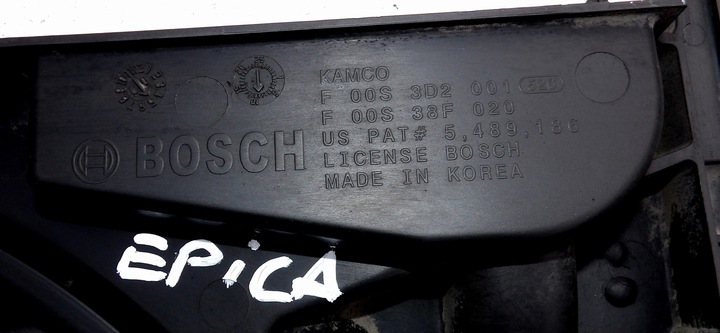 KAMCO
F 00S 3D2 001 S2B
F 00S 38F 020
US PAT# 5,489,186
LICENSE BOSCH
MADE IN KOREA
BOSCH
EPiCA